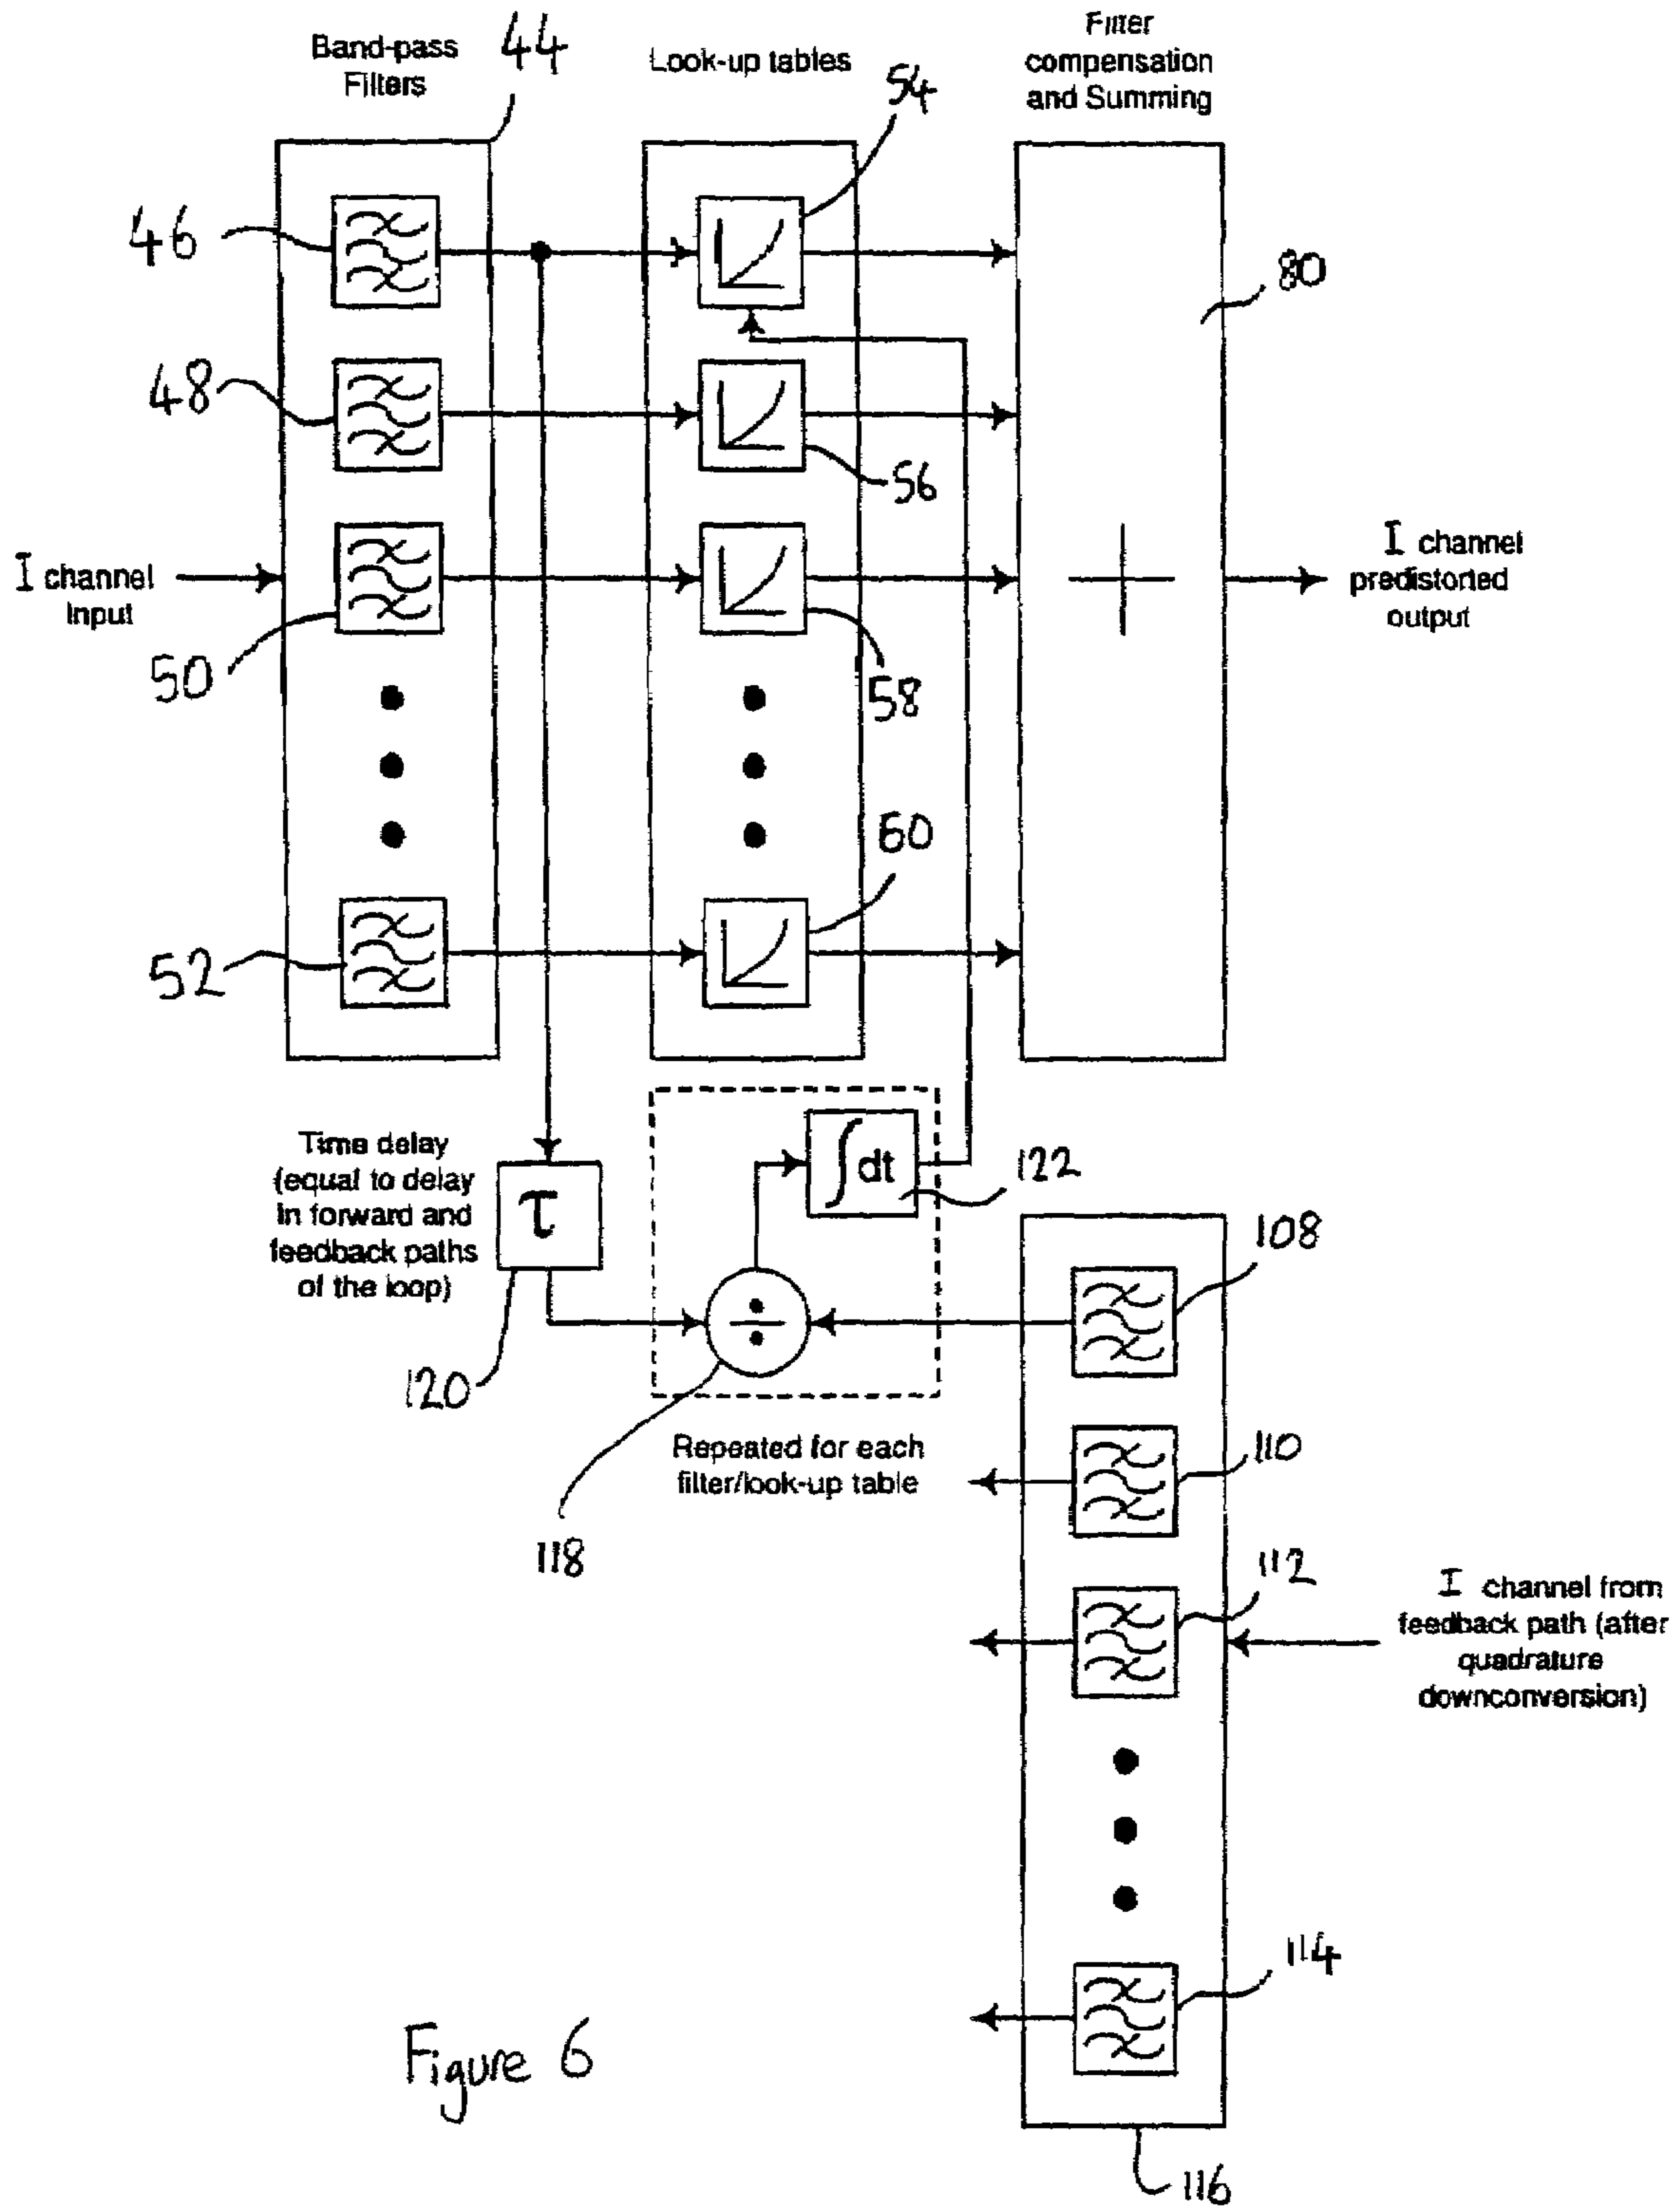 Band-pass
Filters
44
Look-up tables
54
Filter
compensation
and Summing
46
80
48
56
I channel
Input
50
58
I channel
predistorted
output
60
52
Time delay
(equal to delay
in forward and
feedback paths
of the loop)
τ
120
∫dt
122
÷
118
Repeated for each
filter/look-up table
108
110
112
I channel from
feedback path (after
quadrature
downconversion)
114
116
+
Figure 6